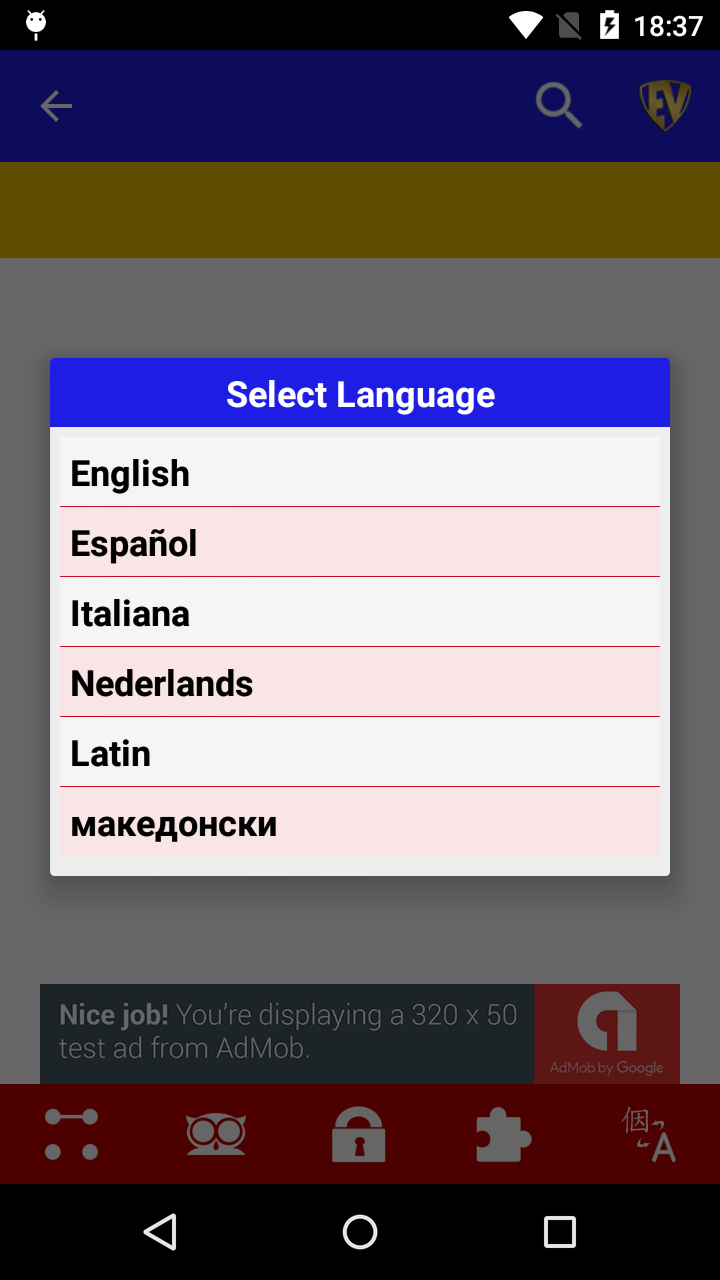 18:37
EV
Select Language
English
Español
Italiana
Nederlands
Latin
македонски
Nice job! You're displaying a 320 x 50
test ad from AdMob.
AdMob by Google
個
A